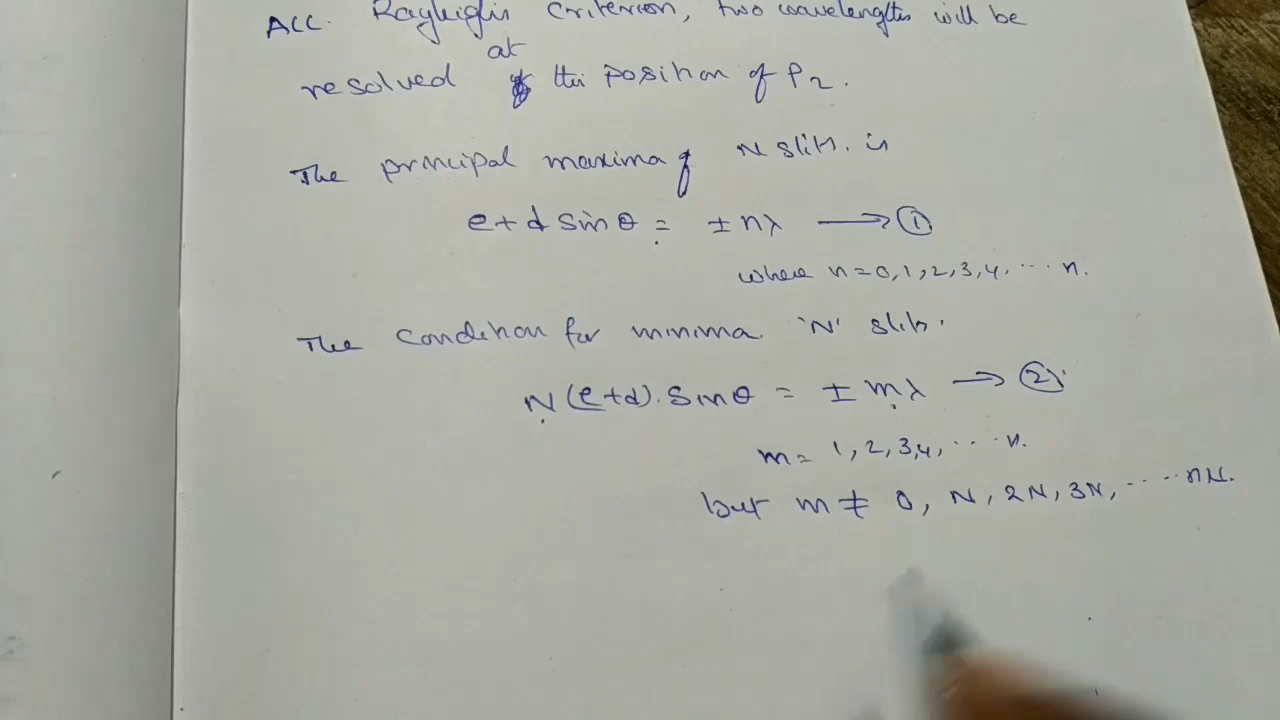 Acc. Rayleigh's Criterion, two wavelengths will be
at
resolved the position of P2.
The principal maxima of N slits. is
e+d sinθ = ±nλ → ①
where n=0,1,2,3,4,...n.
The condition for minima. 'N' slits.
N(e+d).sinθ = ±mλ → ②
m= 1,2,3,4,...n.
but m≠ 0, N, 2N, 3N, .....nN.